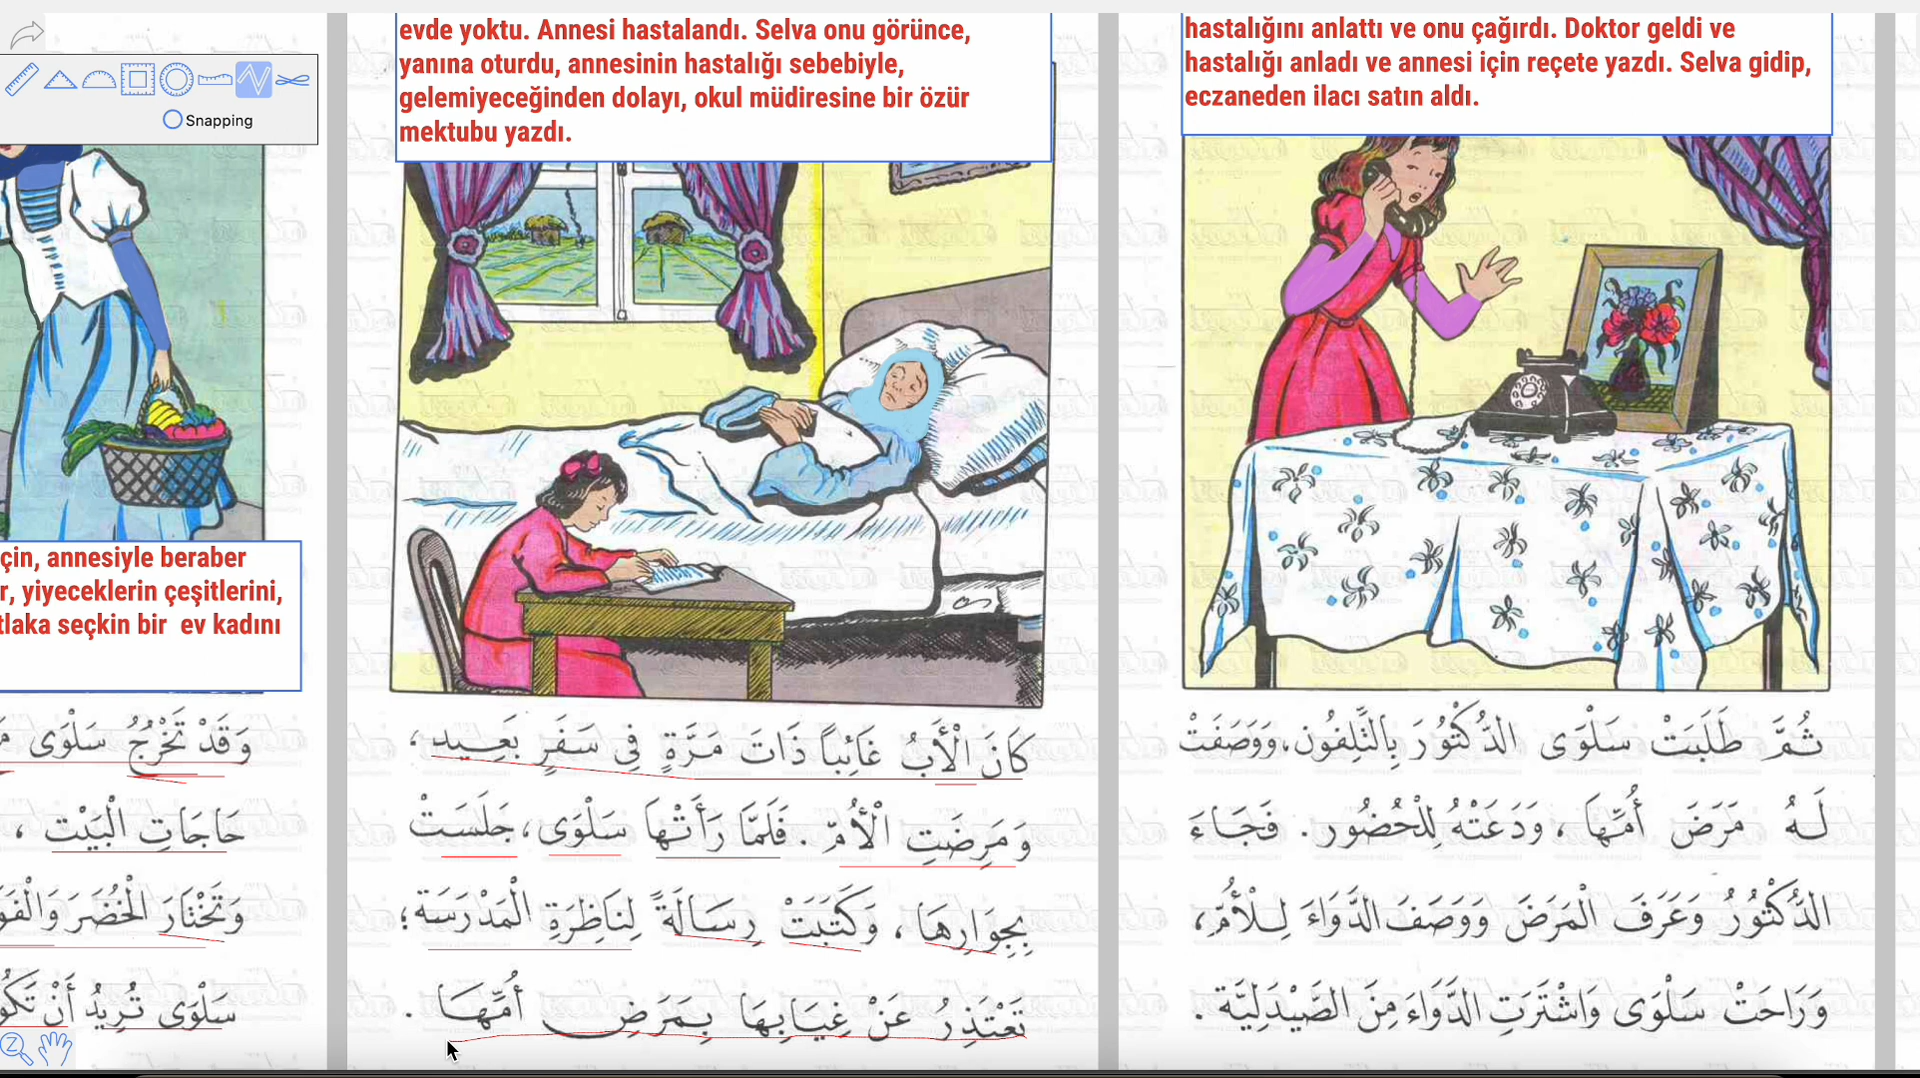 Snapping
çin, annesiyle beraber
r, yiyeceklerin çeşitlerini,
tlaka seçkin bir ev kadını
وَقَدْ تَخْرُجُ سَلْوَى
حَاجَاتِ الْبَيْتِ ،
وَتَخْتَارَ الْخُضَرَ وَالْفَوَ
سَلْوَى تُرِيدُ أَنْ تَكُو
evde yoktu. Annesi hastalandı. Selva onu görünce,
yanına oturdu, annesinin hastalığı sebebiyle,
gelemiyeceğinden dolayı, okul müdiresine bir özür
mektubu yazdı.
كَانَ الْأَبُ غَائِباً ذَاتَ مَرَّةٍ فِي سَفَرٍ بَعِيدٍ ،
وَمَرِضَتِ الْأُمّ . فَلَمَّا رَأَتْهَا سَلْوَى ، جَلَسَتْ
بِجِوَارِهَا ، وَكَتَبَتْ رِسَالَةً لِنَاظِرَةِ الْمَدْرَسَةِ ؛
تَعْتَذِرُ عَنْ غِيَابِهَا بِمَرَضِ أُمِّهَا .
hastalığını anlattı ve onu çağırdı. Doktor geldi ve
hastalığı anladı ve annesi için reçete yazdı. Selva gidip,
eczaneden ilacı satın aldı.
ثُمَّ طَلَبَتْ سَلْوَى الدُّكْتُورَ بِالتِّلِفُونِ ، وَوَصَفَتْ
لَهُ مَرَضَ أُمِّهَا ، وَدَعَتْهُ لِلْحُضُورِ . فَجَاءَ
الدُّكْتُورُ وَعَرَفَ الْمَرَضَ وَوَصَفَ الدَّوَاءَ لِلْأُمِّ ،
وَرَاحَتْ سَلْوَى وَاشْتَرَتِ الدَّوَاءَ مِنَ الصَّيْدَلِيَّةِ .